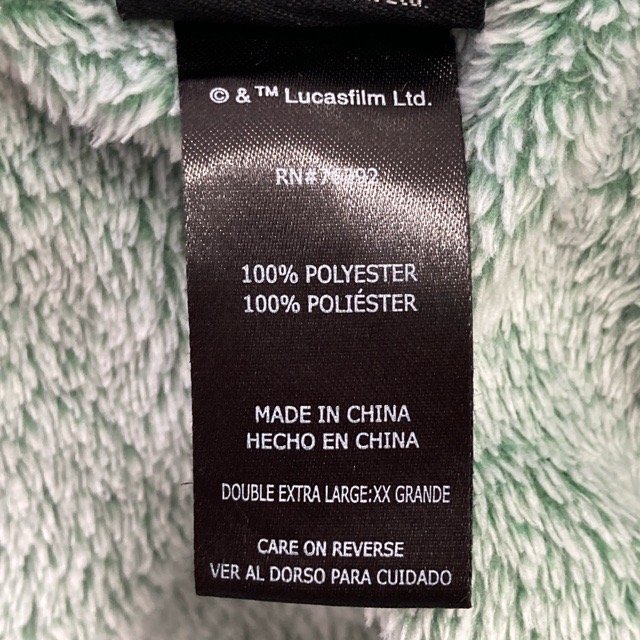 © &™ Lucasfilm Ltd.
100% POLYESTER
100% POLIÉSTER
MADE IN CHINA
HECHO EN CHINA
DOUBLE EXTRA LARGE:XX GRANDE
CARE ON REVERSE
VER AL DORSO PARA CUIDADO